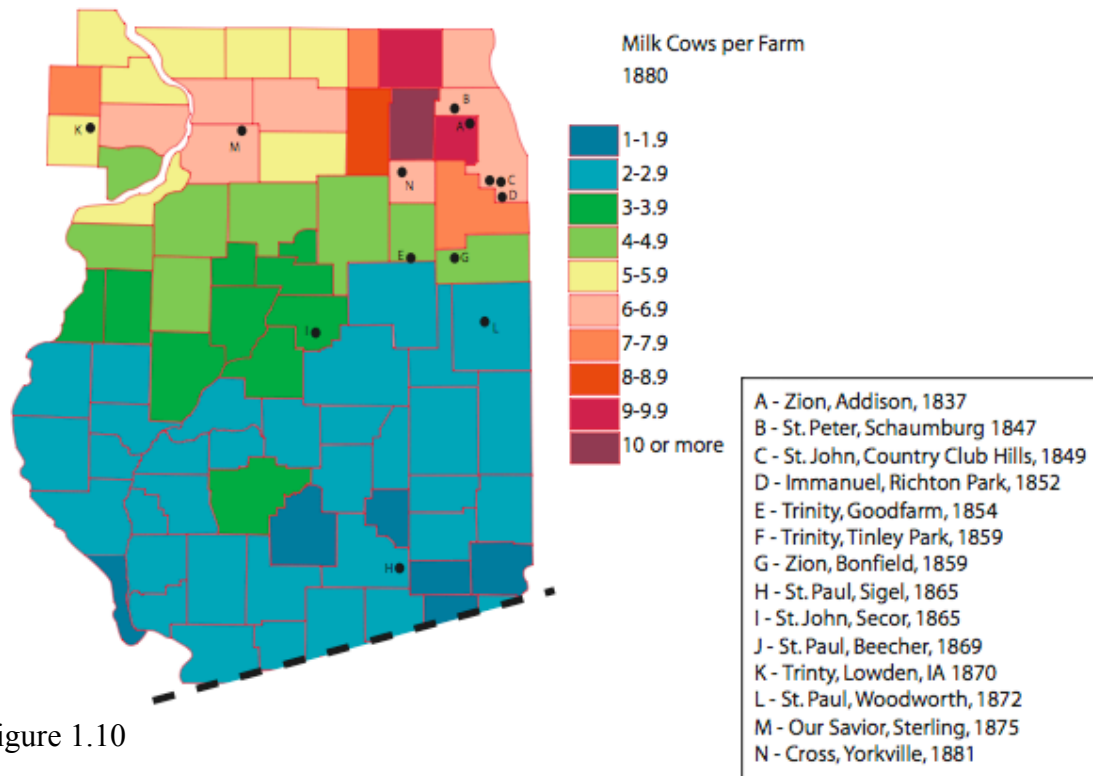 Milk Cows per Farm
1880
1-1.9
2-2.9
3-3.9
4-4.9
5-5.9
6-6.9
7-7.9
8-8.9
9-9.9
10 or more
B
A
K
M
N
C
D
E
G
I
L
H
A - Zion, Addison, 1837
B - St. Peter, Schaumburg 1847
C - St. John, Country Club Hills, 1849
D - Immanuel, Richton Park, 1852
E - Trinity, Goodfarm, 1854
F - Trinity, Tinley Park, 1859
G - Zion, Bonfield, 1859
H - St. Paul, Sigel, 1865
I - St. John, Secor, 1865
J - St. Paul, Beecher, 1869
K - Trinty, Lowden, IA 1870
L - St. Paul, Woodworth, 1872
M - Our Savior, Sterling, 1875
N - Cross, Yorkville, 1881
igure 1.10